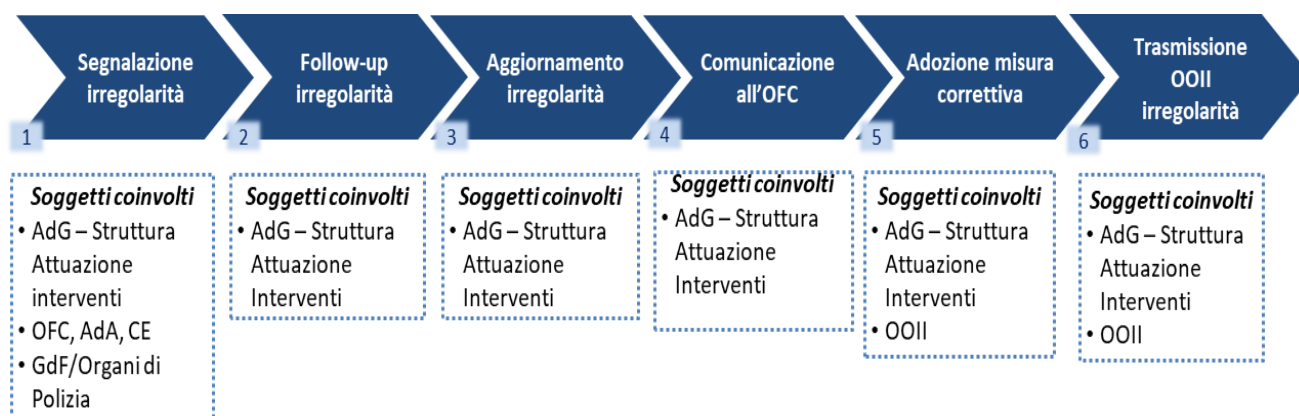 Segnalazione
irregolarità
1
Follow-up
irregolarità
2
Aggiornamento
irregolarità
3
Comunicazione
all'OFC
4
Adozione misura
correttiva
5
Trasmissione
OOII
irregolarità
6
Soggetti coinvolti
• AdG – Struttura
Attuazione
interventi
• OFC, AdA, CE
• GdF/Organi di
Polizia
Soggetti coinvolti
• AdG – Struttura
Attuazione
Interventi
Soggetti coinvolti
• AdG – Struttura
Attuazione
Interventi
Soggetti coinvolti
• AdG – Struttura
Attuazione
Interventi
Soggetti coinvolti
• AdG – Struttura
Attuazione
Interventi
• OOII
Soggetti coinvolti
• AdG – Struttura
Attuazione
Interventi
• OOII